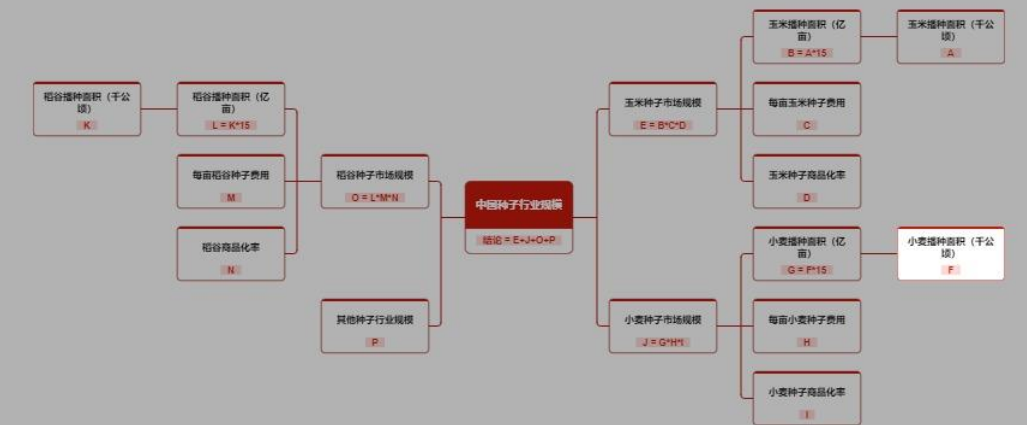 玉米播种面积（亿
亩）
B = A*15
玉米播种面积（千公
顷）
A
稻谷播种面积（千公
顷）
K
稻谷播种面积（亿
亩）
L = K*15
玉米种子市场规模
E = B*C*D
每亩玉米种子费用
C
每亩稻谷种子费用
M
稻谷种子市场规模
O = L*M*N
中国种子行业规模
结论 = E+J+O+P
玉米种子商品化率
D
稻谷商品化率
N
小麦播种面积（亿
亩）
G = F*15
小麦播种面积（千公
顷）
F
其他种子行业规模
P
小麦种子市场规模
J = G*H*I
每亩小麦种子费用
H
小麦种子商品化率
I